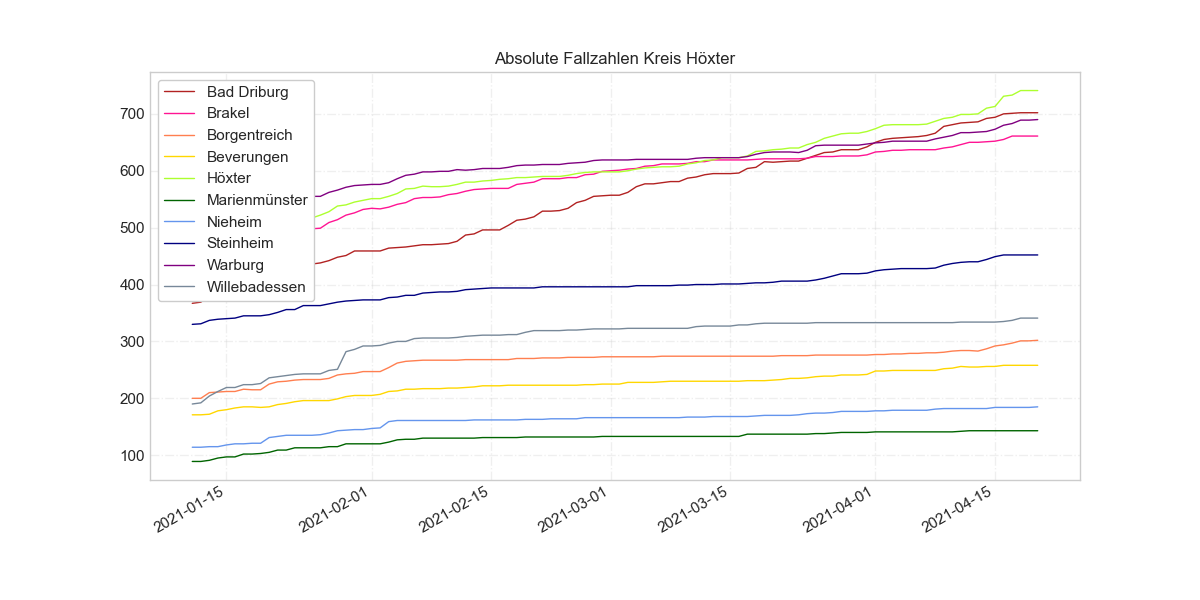 Absolute Fallzahlen Kreis Höxter
Bad Driburg
Brakel
Borgentreich
Beverungen
Höxter
Marienmünster
Nieheim
Steinheim
Warburg
Willebadessen
700
600
500
400
300
200
100
2021-01-15
2021-02-01
2021-02-15
2021-03-01
2021-03-15
2021-04-01
2021-04-15